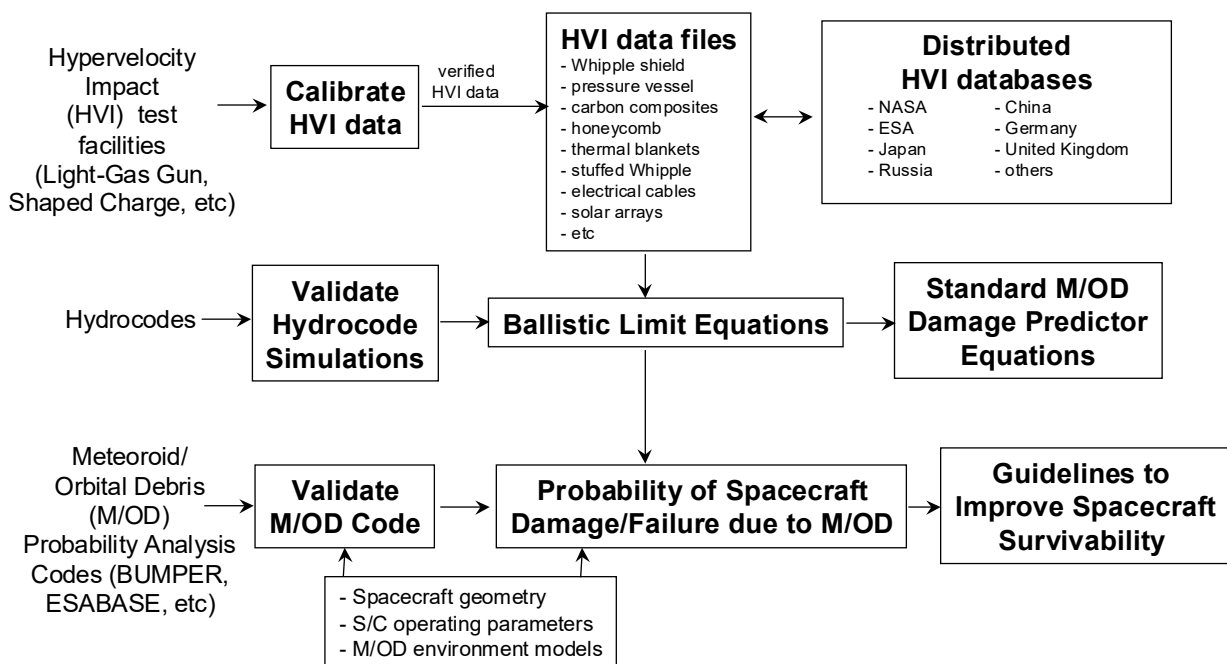 Hypervelocity
Impact
(HVI) test
facilities
(Light-Gas Gun,
Shaped Charge, etc)
Calibrate
HVI data
verified
HVI data
HVI data files
- Whipple shield
- pressure vessel
- carbon composites
- honeycomb
- thermal blankets
- stuffed Whipple
- electrical cables
- solar arrays
- etc
Distributed
HVI databases
- NASA
- ESA
- Japan
- Russia
- China
- Germany
- United Kingdom
- others
Hydrocodes
Validate
Hydrocode
Simulations
Ballistic Limit Equations
Standard M/OD
Damage Predictor
Equations
Meteoroid/
Orbital Debris
(M/OD)
Probability Analysis
Codes (BUMPER,
ESABASE, etc)
Validate
M/OD Code
Probability of Spacecraft
Damage/Failure due to M/OD
Guidelines to
Improve Spacecraft
Survivability
- Spacecraft geometry
- S/C operating parameters
- M/OD environment models